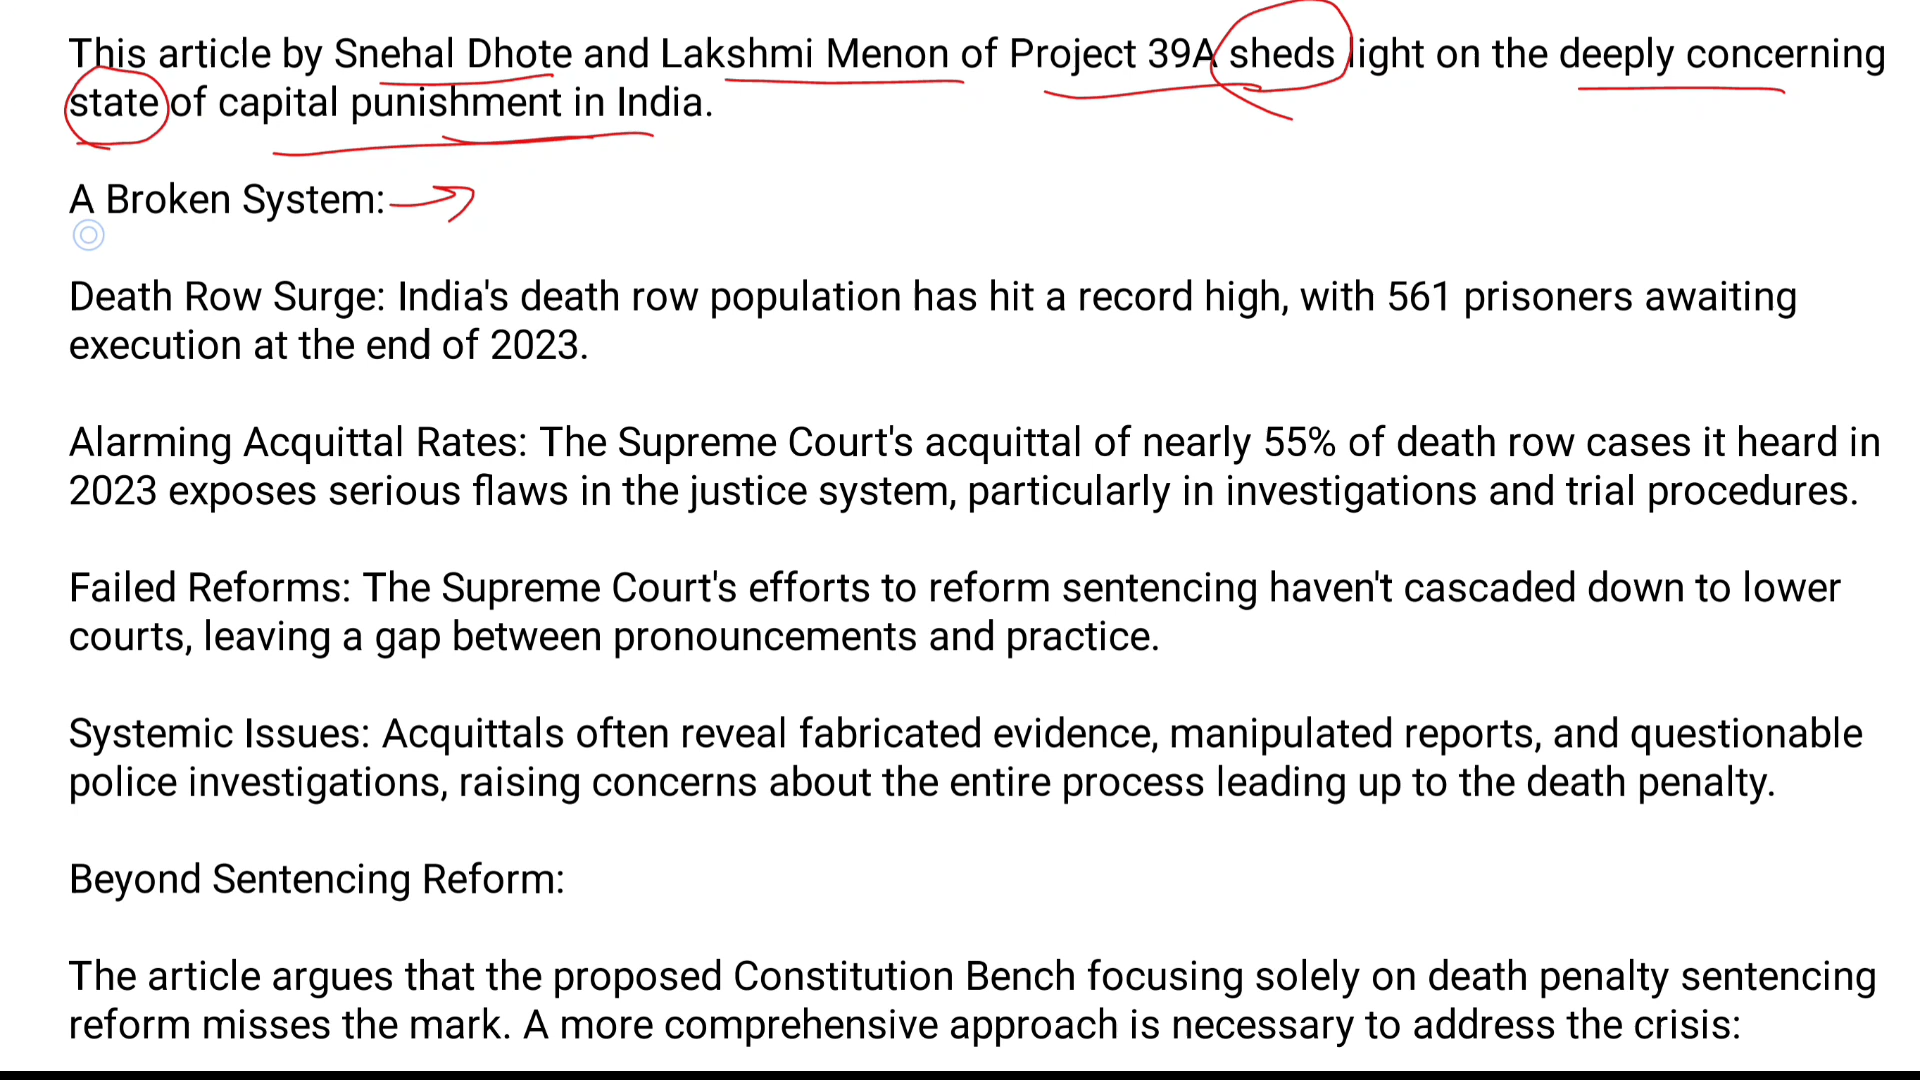 This article by Snehal Dhote and Lakshmi Menon of Project 39A sheds light on the deeply concerning
state of capital punishment in India.
A Broken System:
Death Row Surge: India's death row population has hit a record high, with 561 prisoners awaiting
execution at the end of 2023.
Alarming Acquittal Rates: The Supreme Court's acquittal of nearly 55% of death row cases it heard in
2023 exposes serious flaws in the justice system, particularly in investigations and trial procedures.
Failed Reforms: The Supreme Court's efforts to reform sentencing haven't cascaded down to lower
courts, leaving a gap between pronouncements and practice.
Systemic Issues: Acquittals often reveal fabricated evidence, manipulated reports, and questionable
police investigations, raising concerns about the entire process leading up to the death penalty.
Beyond Sentencing Reform:
The article argues that the proposed Constitution Bench focusing solely on death penalty sentencing
reform misses the mark. A more comprehensive approach is necessary to address the crisis: